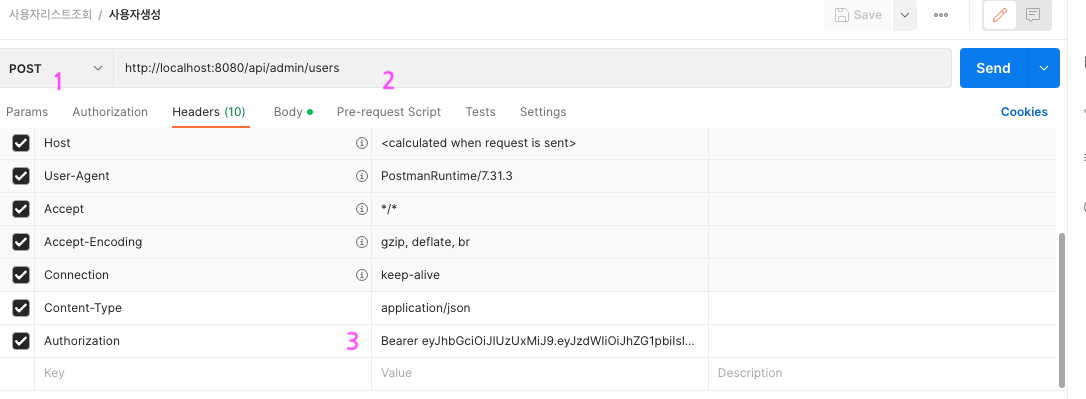 사용자리스트조회 / 사용자생성
Save
POST
http://localhost:8080/api/admin/users
Send
1
2
Params Authorization Headers (10) Body Pre-request Script Tests Settings Cookies
Host <calculated when request is sent>
User-Agent PostmanRuntime/7.31.3
Accept */*
Accept-Encoding gzip, deflate, br
Connection keep-alive
Content-Type application/json
Authorization 3 Bearer eyJhbGciOiJIUzUxMiJ9.eyJzdWIiOiJhZG1pbiIsI...
Key Value Description